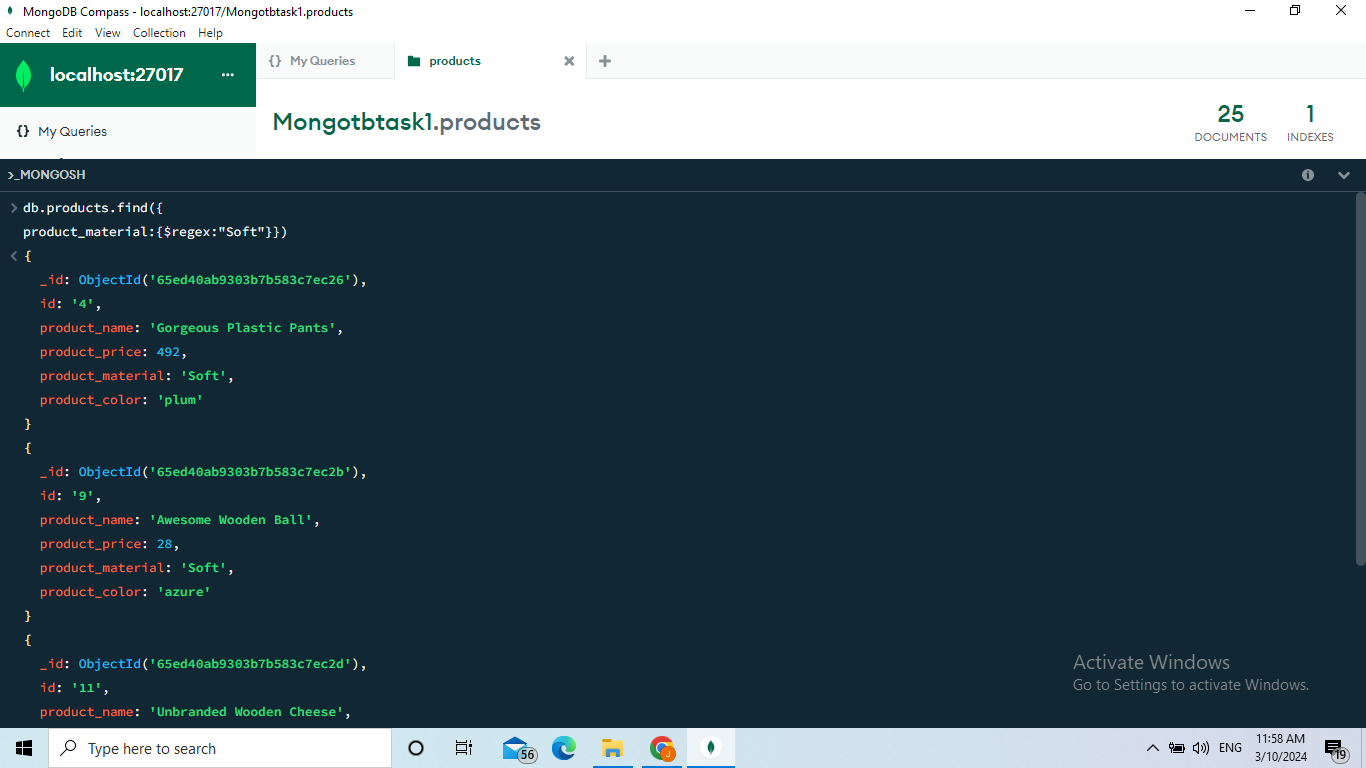 MongoDB Compass - localhost:27017/Mongotbtask1.products
Connect Edit View Collection Help
localhost:27017 ...
{} My Queries
products
{} My Queries
Mongotbtask1.products
25
DOCUMENTS
1
INDEXES
>_MONGOSH
> db.products.find({
product_material:{$regex:"Soft"}})
< {
_id: ObjectId('65ed40ab9303b7b583c7ec26'),
id: '4',
product_name: 'Gorgeous Plastic Pants',
product_price: 492,
product_material: 'Soft',
product_color: 'plum'
}
{
_id: ObjectId('65ed40ab9303b7b583c7ec2b'),
id: '9',
product_name: 'Awesome Wooden Ball',
product_price: 28,
product_material: 'Soft',
product_color: 'azure'
}
{
_id: ObjectId('65ed40ab9303b7b583c7ec2d'),
id: '11',
product_name: 'Unbranded Wooden Cheese',
Activate Windows
Go to Settings to activate Windows.
Type here to search
56
J
ENG
11:58 AM
3/10/2024
19